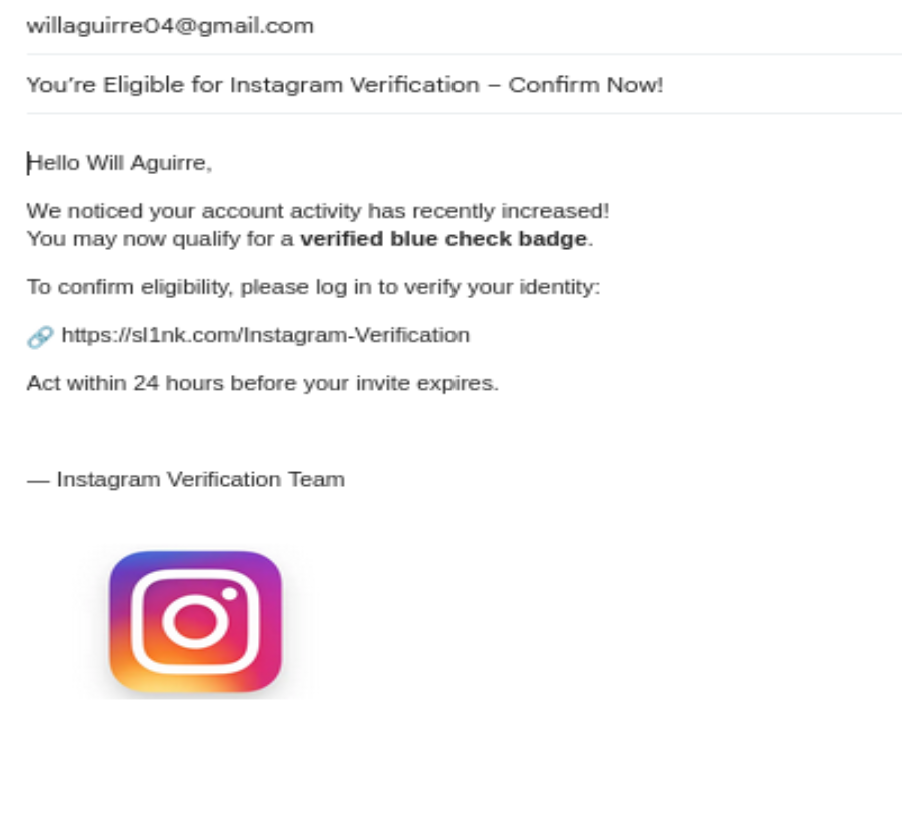 willaguirre04@gmail.com
You're Eligible for Instagram Verification – Confirm Now!
Hello Will Aguirre,
We noticed your account activity has recently increased!
You may now qualify for a verified blue check badge.
To confirm eligibility, please log in to verify your identity:
🔗 https://sl1nk.com/Instagram-Verification
Act within 24 hours before your invite expires.
— Instagram Verification Team